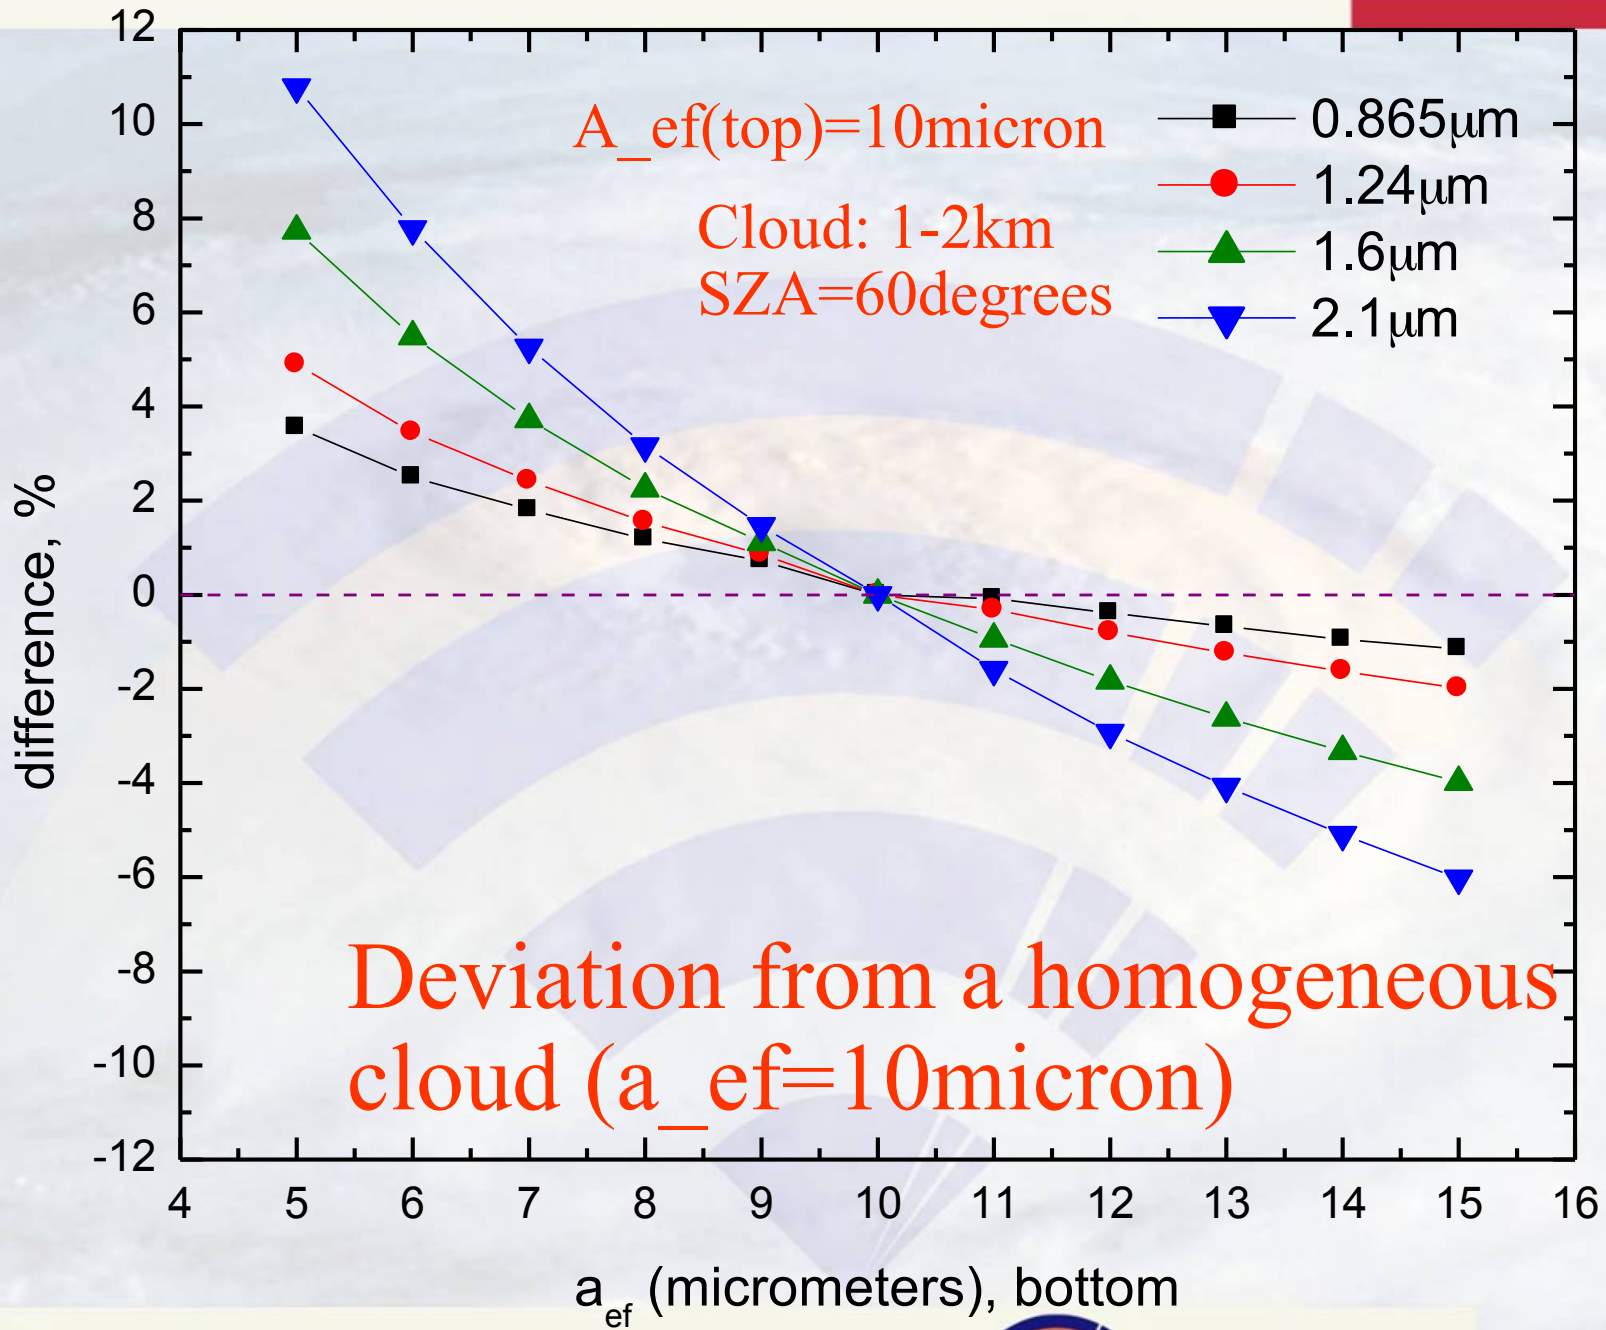 12
10
8
6
4
2
0
-2
-4
-6
-8
-10
-12
difference, %
A_ef(top)=10micron
Cloud: 1-2km
SZA=60degrees
0.865μm
1.24μm
1.6μm
2.1μm
Deviation from a homogeneous
cloud (a_ef=10micron)
4 5 6 7 8 9 10 11 12 13 14 15 16
a_ef (micrometers), bottom